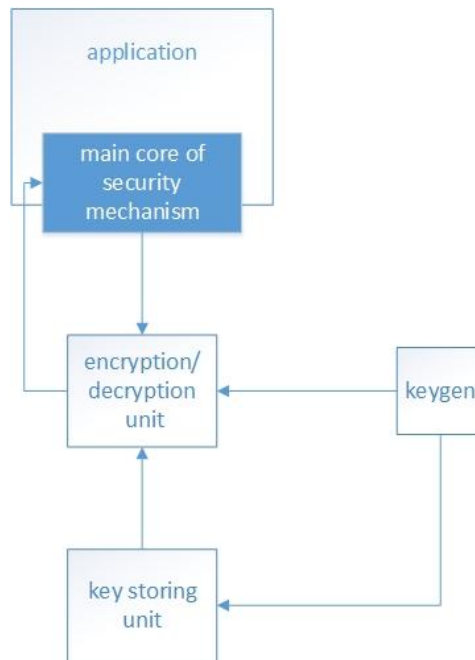 application
main core of
security
mechanism
encryption/
decryption
unit
keygen
key storing
unit